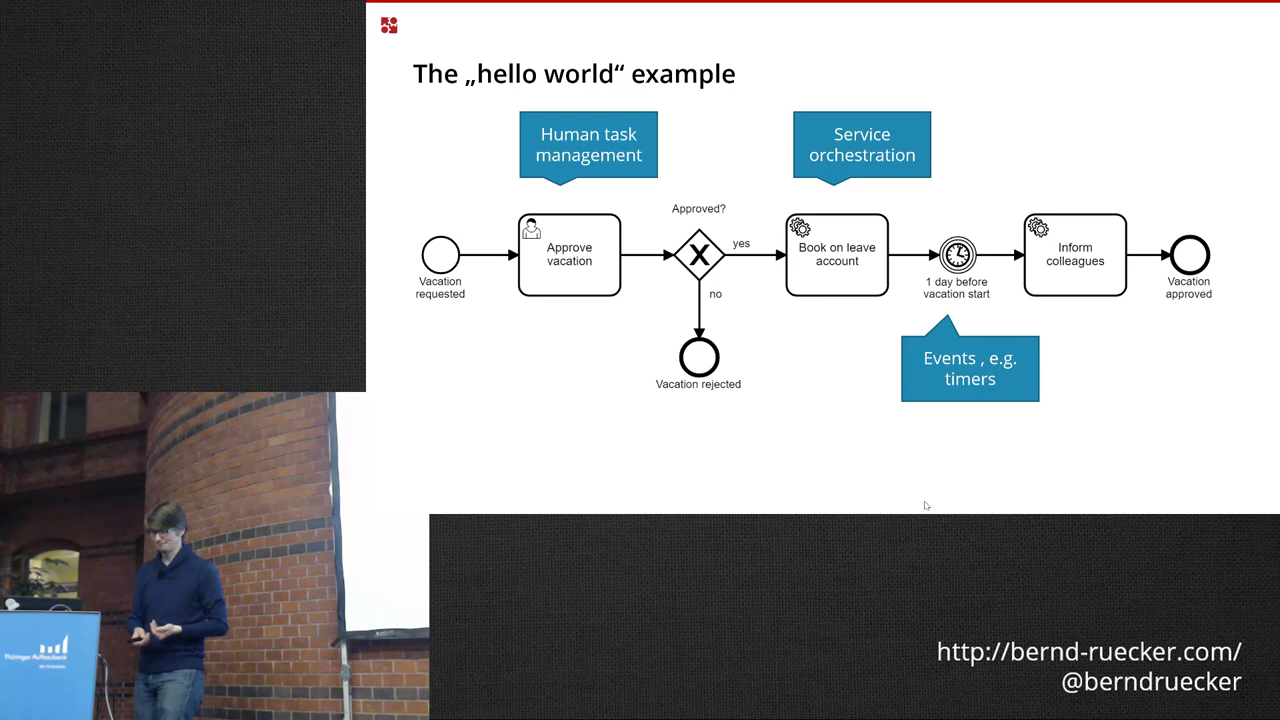 The „hello world“ example
Human task
management
Service
orchestration
Approved?
Approve
vacation
yes
Book on leave
account
Inform
colleagues
Vacation
requested
no
1 day before
vacation start
Vacation
approved
Vacation rejected
Events , e.g.
timers
Thüringer Aufbaubank
http://bernd-ruecker.com/
@berndruecker